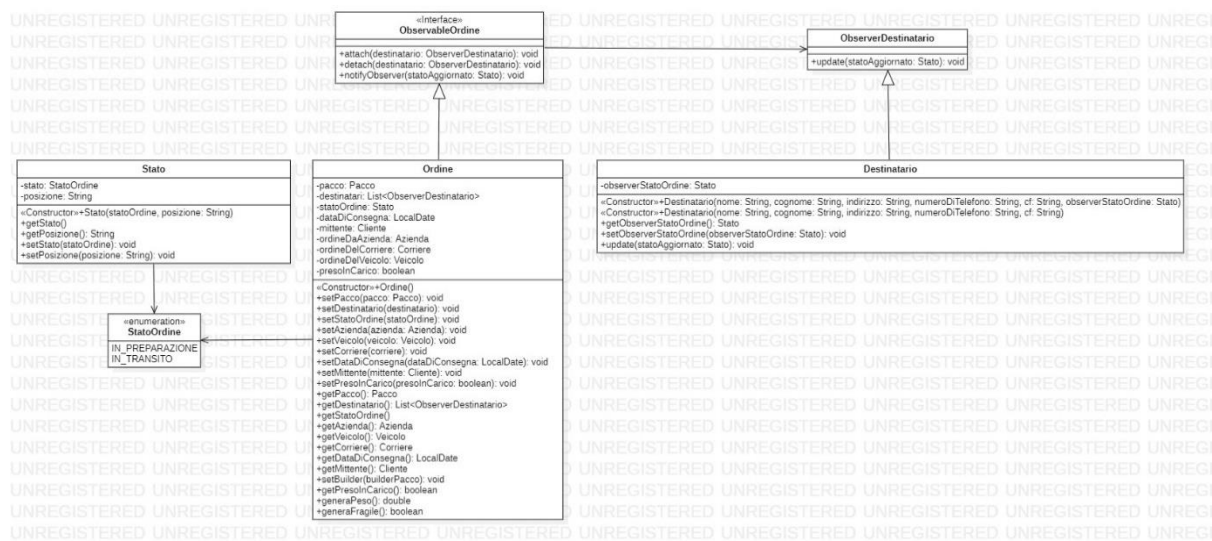 «Interface»
ObservableOrdine
+attach(destinatario: ObserverDestinatario): void
+detach(destinatario: ObserverDestinatario): void
+notifyObserver(statoAggiornato: Stato): void
ObserverDestinatario
+update(statoAggiornato: Stato): void
Stato
-stato: StatoOrdine
-posizione: String
«Constructor»+Stato(statoOrdine, posizione: String)
+getStato()
+getPosizione(): String
+setStato(statoOrdine): void
+setPosizione(posizione: String): void
«enumeration»
StatoOrdine
IN_PREPARAZIONE
IN_TRANSITO
Ordine
-pacco: Pacco
-destinatari: List<ObserverDestinatario>
-statoOrdine: Stato
-dataDiConsegna: LocalDate
-mittente: Cliente
-ordineDaAzienda: Azienda
-ordineDelCorriere: Corriere
-ordineDelVeicolo: Veicolo
-presoInCarico: boolean
«Constructor»+Ordine()
+setPacco(pacco: Pacco): void
+setDestinatario(destinatario): void
+setStatoOrdine(statoOrdine): void
+setAzienda(azienda: Azienda): void
+setVeicolo(veicolo: Veicolo): void
+setCorriere(corriere): void
+setDataDiConsegna(dataDiConsegna: LocalDate): void
+setMittente(mittente: Cliente): void
+setPresoInCarico(presoInCarico: boolean): void
+getPacco(): Pacco
+getDestinatario(): List<ObserverDestinatario>
+getStatoOrdine()
+getAzienda(): Azienda
+getVeicolo(): Veicolo
+getCorriere(): Corriere
+getDataDiConsegna(): LocalDate
+getMittente(): Cliente
+setBuilder(builderPacco): void
+getPresoInCarico(): boolean
+generaPeso(): double
+generaFragile(): boolean
Destinatario
-observerStatoOrdine: Stato
«Constructor»+Destinatario(nome: String, cognome: String, indirizzo: String, numeroDiTelefono: String, cf: String, observerStatoOrdine: Stato)
«Constructor»+Destinatario(nome: String, cognome: String, indirizzo: String, numeroDiTelefono: String, cf: String)
+getObserverStatoOrdine(): Stato
+setObserverStatoOrdine(observerStatoOrdine: Stato): void
+update(statoAggiornato: Stato): void